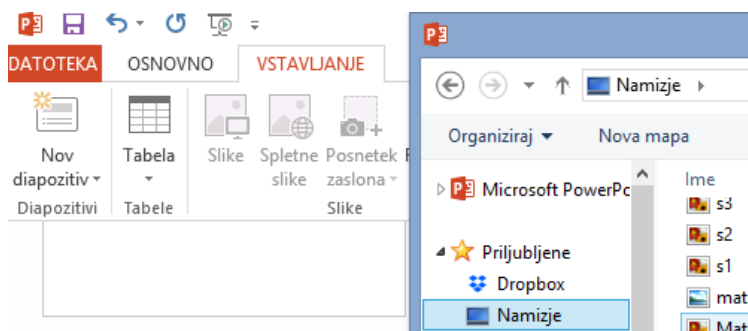 DATOTEKA OSNOVNO VSTAVLJANJE
Nov diapozitiv
Tabela
Slike
Spletne slike
Posnetek zaslona
Diapozitivi Tabele Slike
Namizje
Organiziraj Nova mapa
Microsoft PowerPo
Priljubljene
Dropbox
Namizje
Ime
s3
s2
s1
mat
Mat